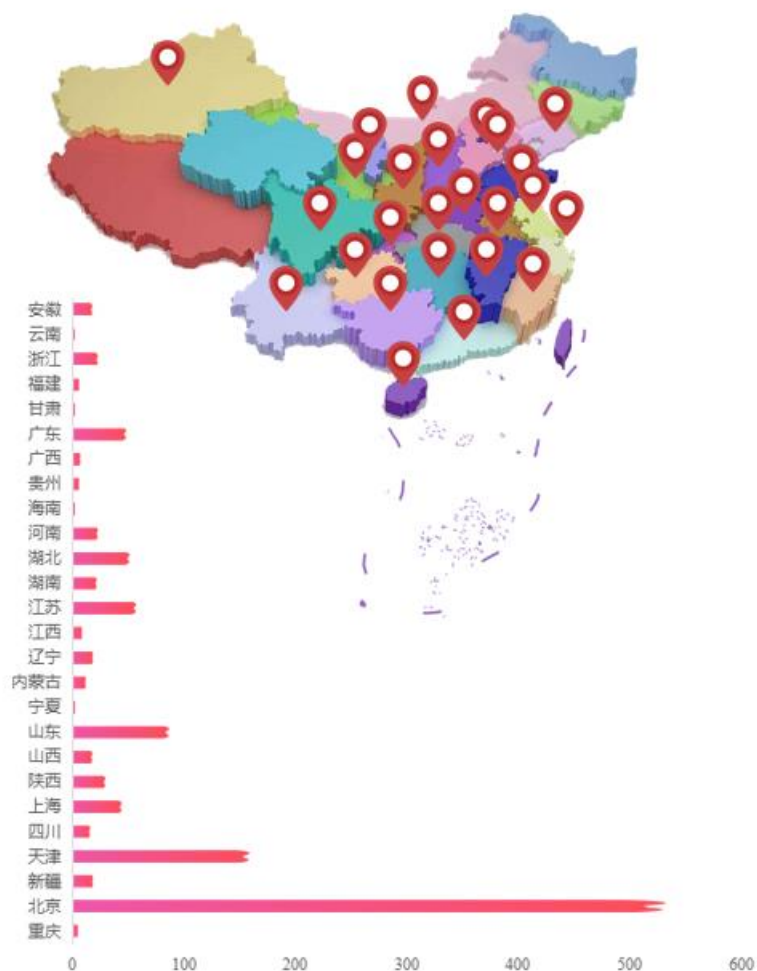 安徽
云南
浙江
福建
甘肃
广东
广西
贵州
海南
河南
湖北
湖南
江苏
江西
辽宁
内蒙古
宁夏
山东
山西
陕西
上海
四川
天津
新疆
北京
重庆
0 100 200 300 400 500 600